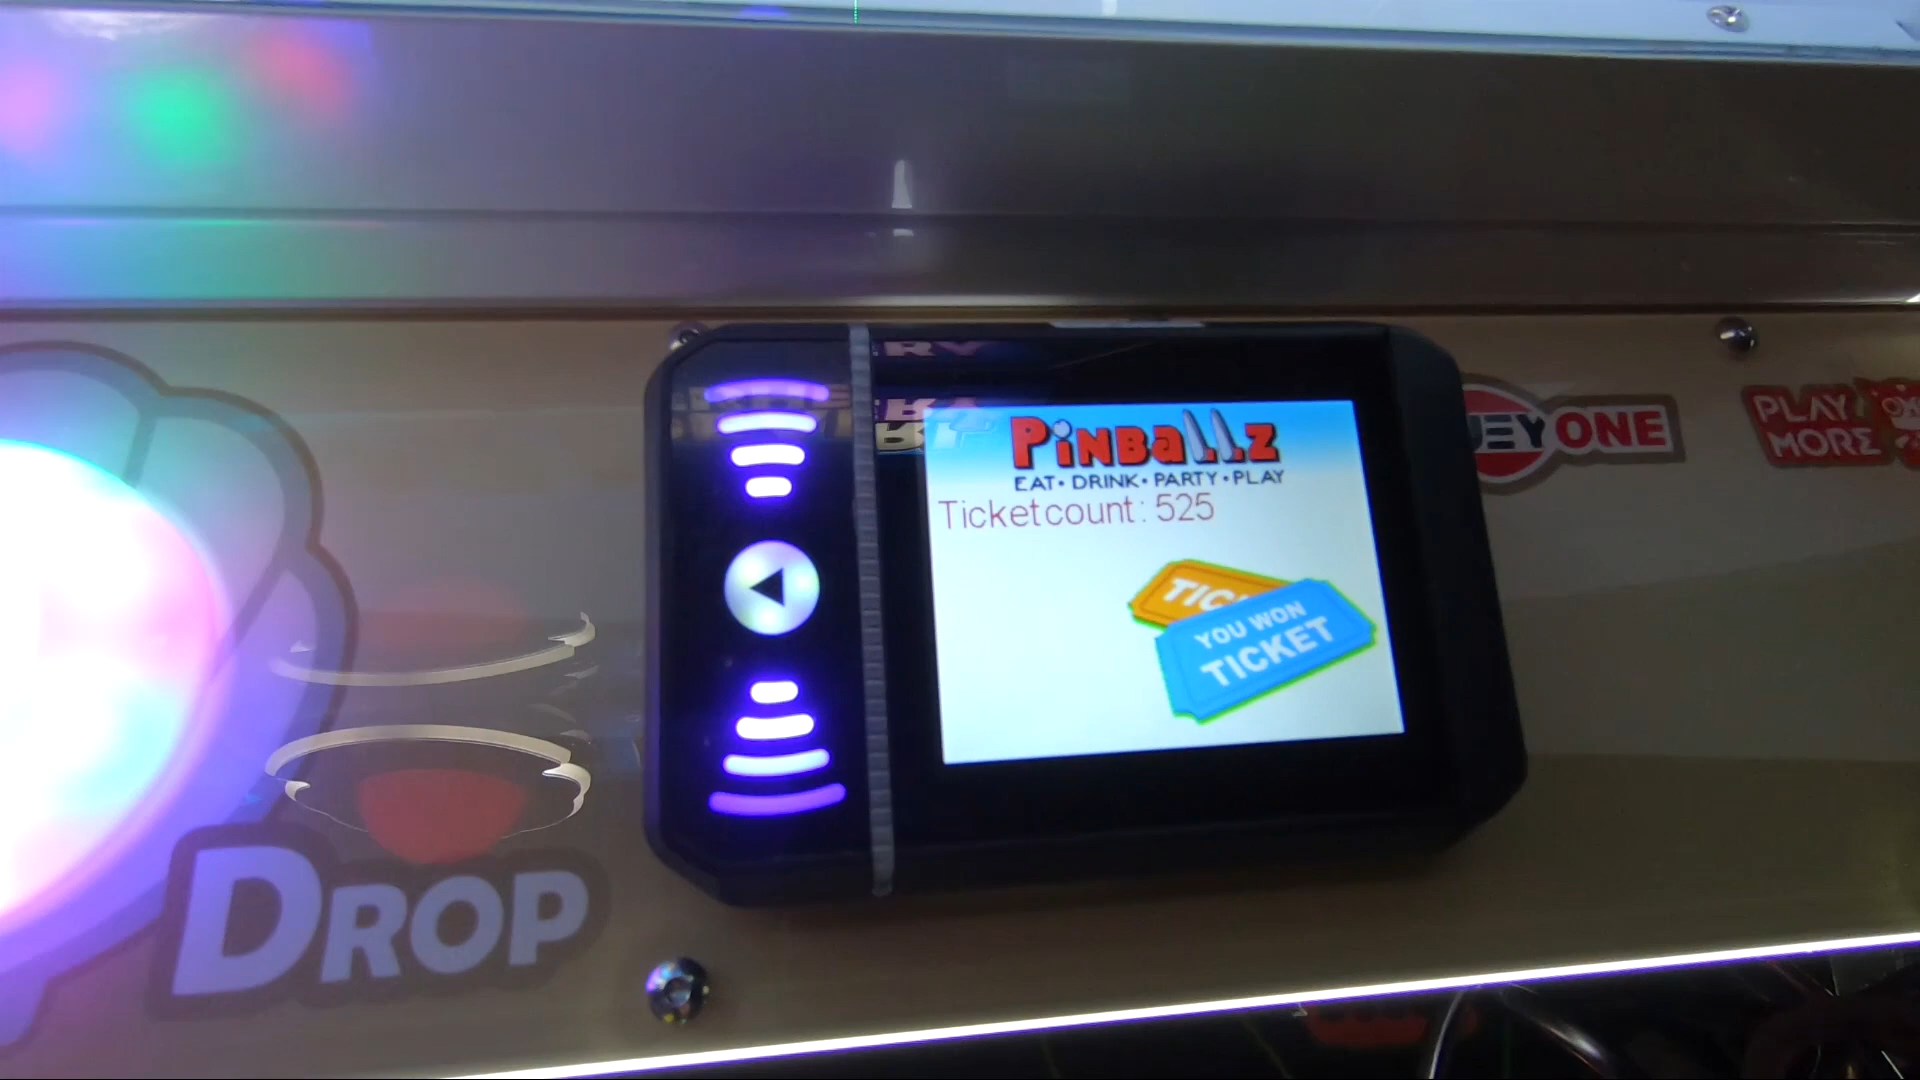 PINBALLZ
EAT • DRINK • PARTY • PLAY
Ticketcount: 525
YOU WON
TICKET
ONE
PLAY
MORE
DROP